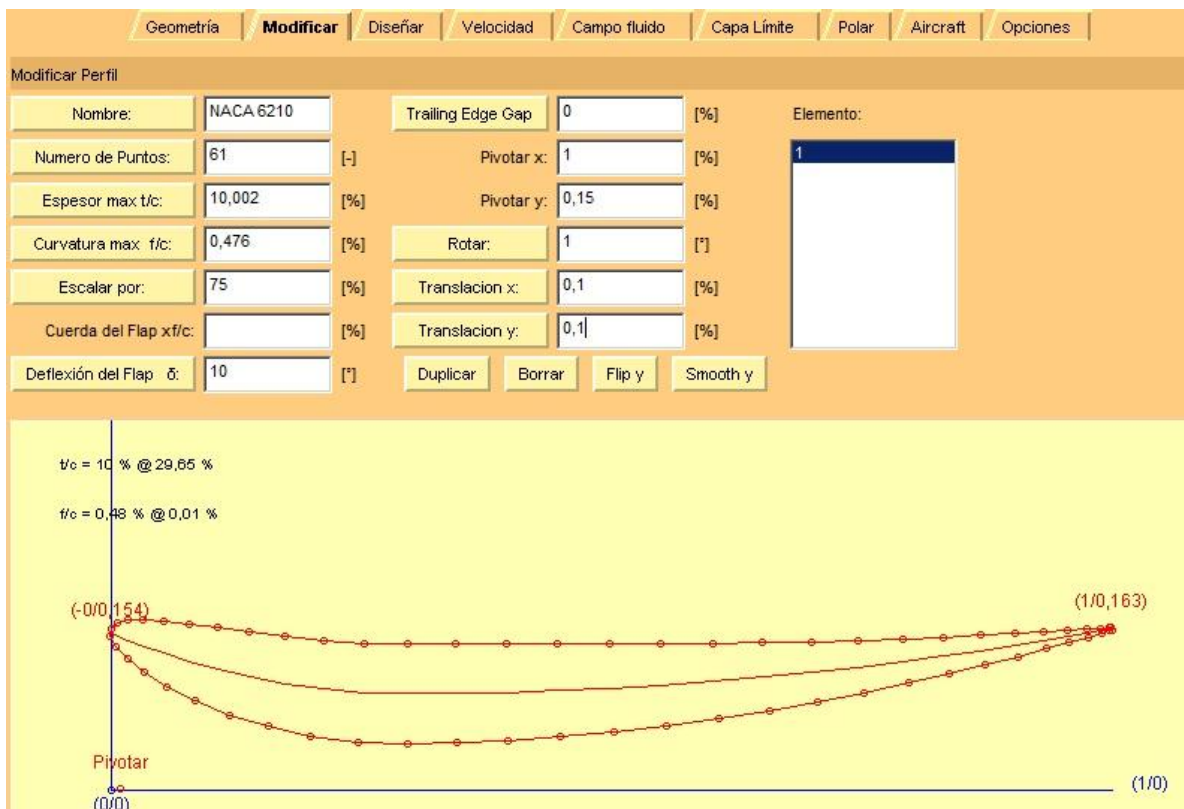 Geometría Modificar Diseñar Velocidad Campo fluido Capa Límite Polar Aircraft Opciones
Modificar Perfil
Nombre: NACA 6210 Trailing Edge Gap 0 [%] Elemento:
Numero de Puntos: 61 [-] Pivotar x: 1 [%] 1
Espesor max t/c: 10,002 [%] Pivotar y: 0,15 [%]
Curvatura max f/c: 0,476 [%] Rotar: 1 [°]
Escalar por: 75 [%] Translacion x: 0,1 [%]
Cuerda del Flap xf/c: [%] Translacion y: 0,1 [%]
Deflexión del Flap δ: 10 [°] Duplicar Borrar Flip y Smooth y
t/c = 10 % @ 29,65 %
f/c = 0,48 % @ 0,01 %
(-0/0,154) (1/0,163)
Pivotar
(0/0) (1/0)